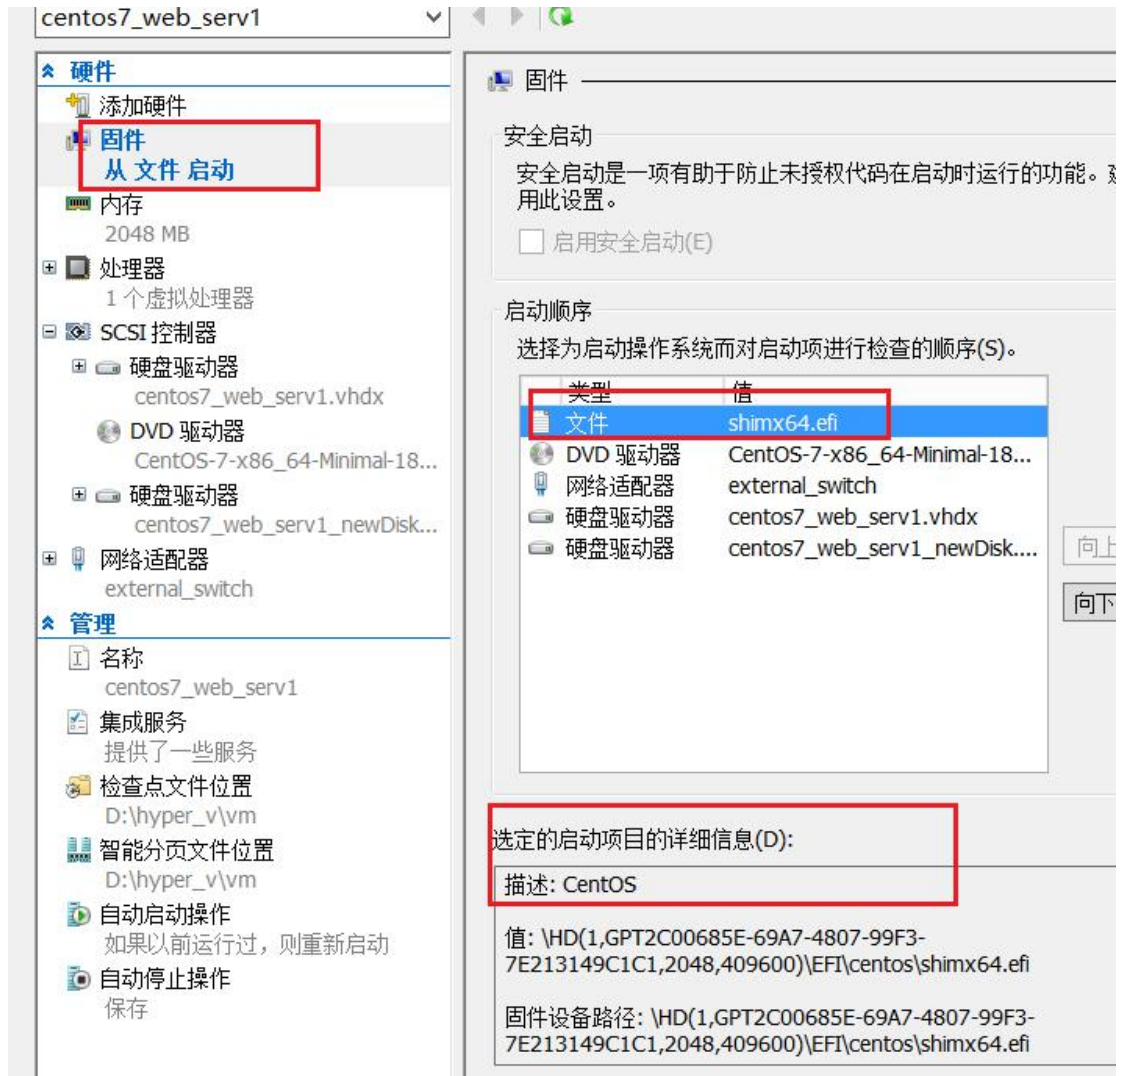 centos7_web_serv1
硬件
添加硬件
固件
从 文件 启动
内存
2048 MB
处理器
1 个虚拟处理器
SCSI 控制器
硬盘驱动器
centos7_web_serv1.vhdx
DVD 驱动器
CentOS-7-x86_64-Minimal-18...
硬盘驱动器
centos7_web_serv1_newDisk...
网络适配器
external_switch
管理
名称
centos7_web_serv1
集成服务
提供了一些服务
检查点文件位置
D:\hyper_v\vm
智能分页文件位置
D:\hyper_v\vm
自动启动操作
如果以前运行过，则重新启动
自动停止操作
保存
固件
安全启动
安全启动是一项有助于防止未授权代码在启动时运行的功能。
用此设置。
启用安全启动(E)
启动顺序
选择为启动操作系统而对启动项进行检查的顺序(S)。
类型 值
文件 shimx64.efi
DVD 驱动器 CentOS-7-x86_64-Minimal-18...
网络适配器 external_switch
硬盘驱动器 centos7_web_serv1.vhdx
硬盘驱动器 centos7_web_serv1_newDisk....
向上
向下
选定的启动项目的详细信息(D):
描述: CentOS
值: \HD(1,GPT2C00685E-69A7-4807-99F3-
7E213149C1C1,2048,409600)\EFI\centos\shimx64.efi
固件设备路径: \HD(1,GPT2C00685E-69A7-4807-99F3-
7E213149C1C1,2048,409600)\EFI\centos\shimx64.efi